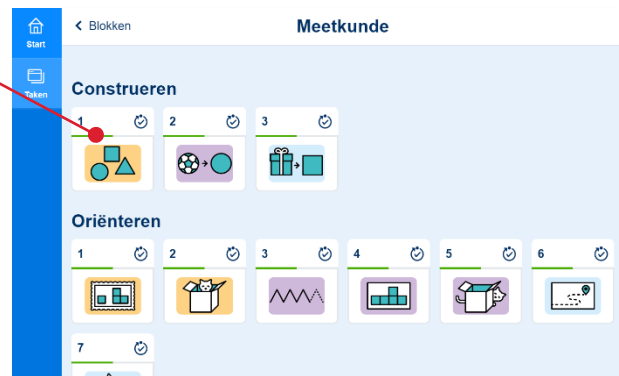 Start
Taken
Blokken
Meetkunde
Construeren
1 2 3
Oriënteren
1 2 3 4 5 6
7